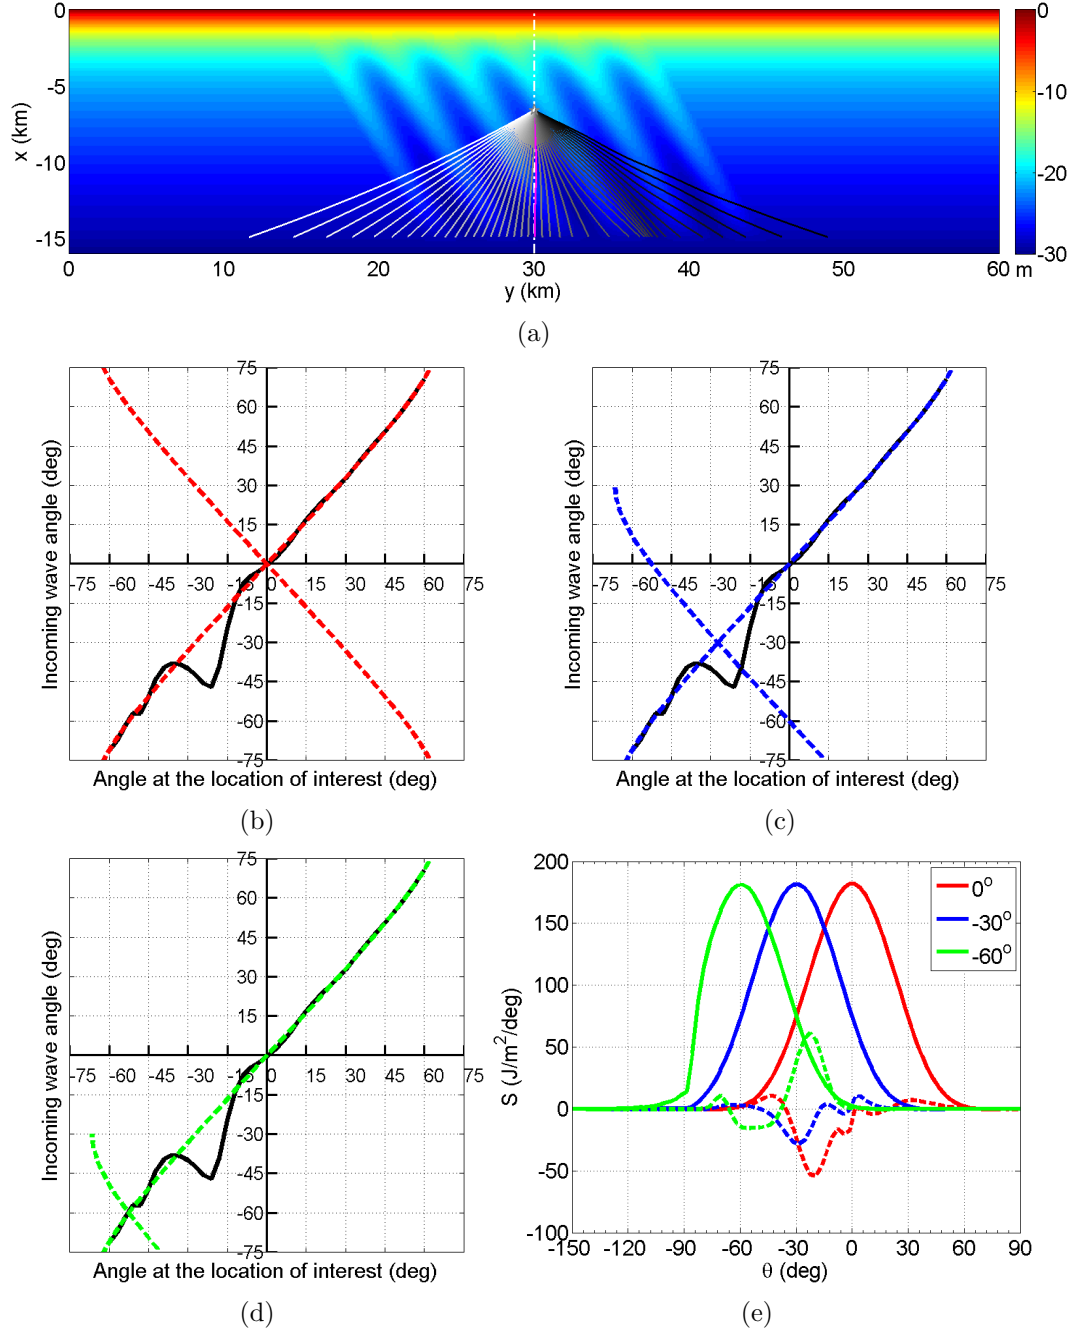 0
-5
-10
-15
x (km)
0 10 20 30 40 50 60
y (km)
0
-10
-20
-30
m
(a)
75
60
45
30
15
-15
-30
-45
-60
-75
-75 -60 -45 -30 -15 0 15 30 45 60 75
Incoming wave angle (deg)
Angle at the location of interest (deg)
(b)
75
60
45
30
15
-15
-30
-45
-60
-75
-75 -60 -45 -30 -15 0 15 30 45 60 75
Incoming wave angle (deg)
Angle at the location of interest (deg)
(c)
75
60
45
30
15
-15
-30
-45
-60
-75
-75 -60 -45 -30 -15 0 15 30 45 60 75
Incoming wave angle (deg)
Angle at the location of interest (deg)
(d)
200
150
100
50
0
-50
-100
-150 -120 -90 -60 -30 0 30 60 90
S (J/m²/deg)
θ (deg)
0°
-30°
-60°
(e)